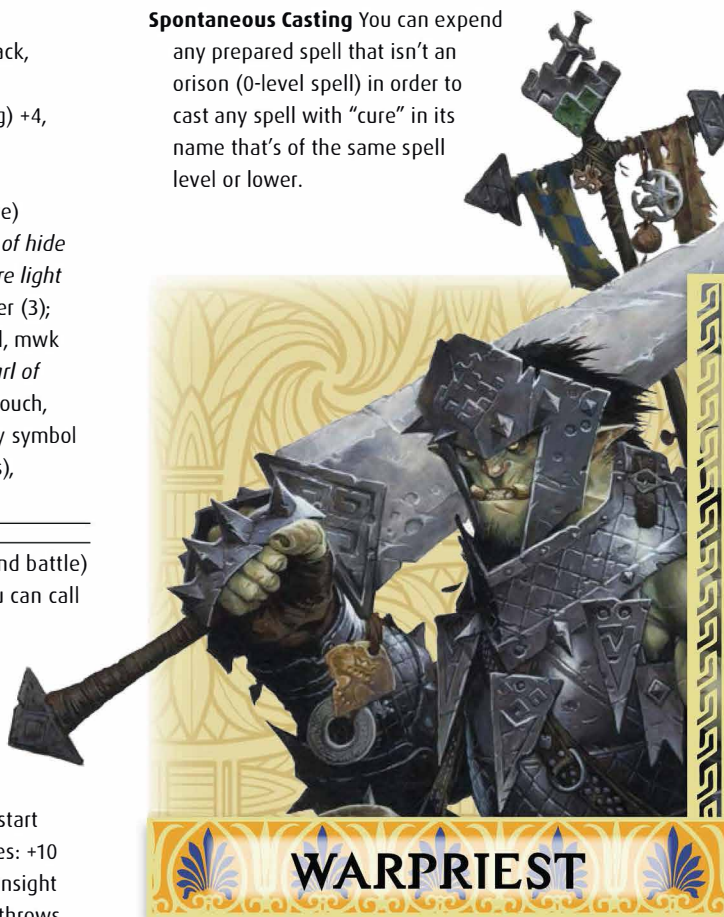 ack,
g) +4,
e)
of hide
re light
er (3);
mwk
arl of
ouch,
y symbol
s),
nd battle)
u can call
start
es: +10
nsight
throws
Spontaneous Casting You can expend
any prepared spell that isn’t an
orison (0-level spell) in order to
cast any spell with “cure” in its
name that’s of the same spell
level or lower.
WARPRIEST